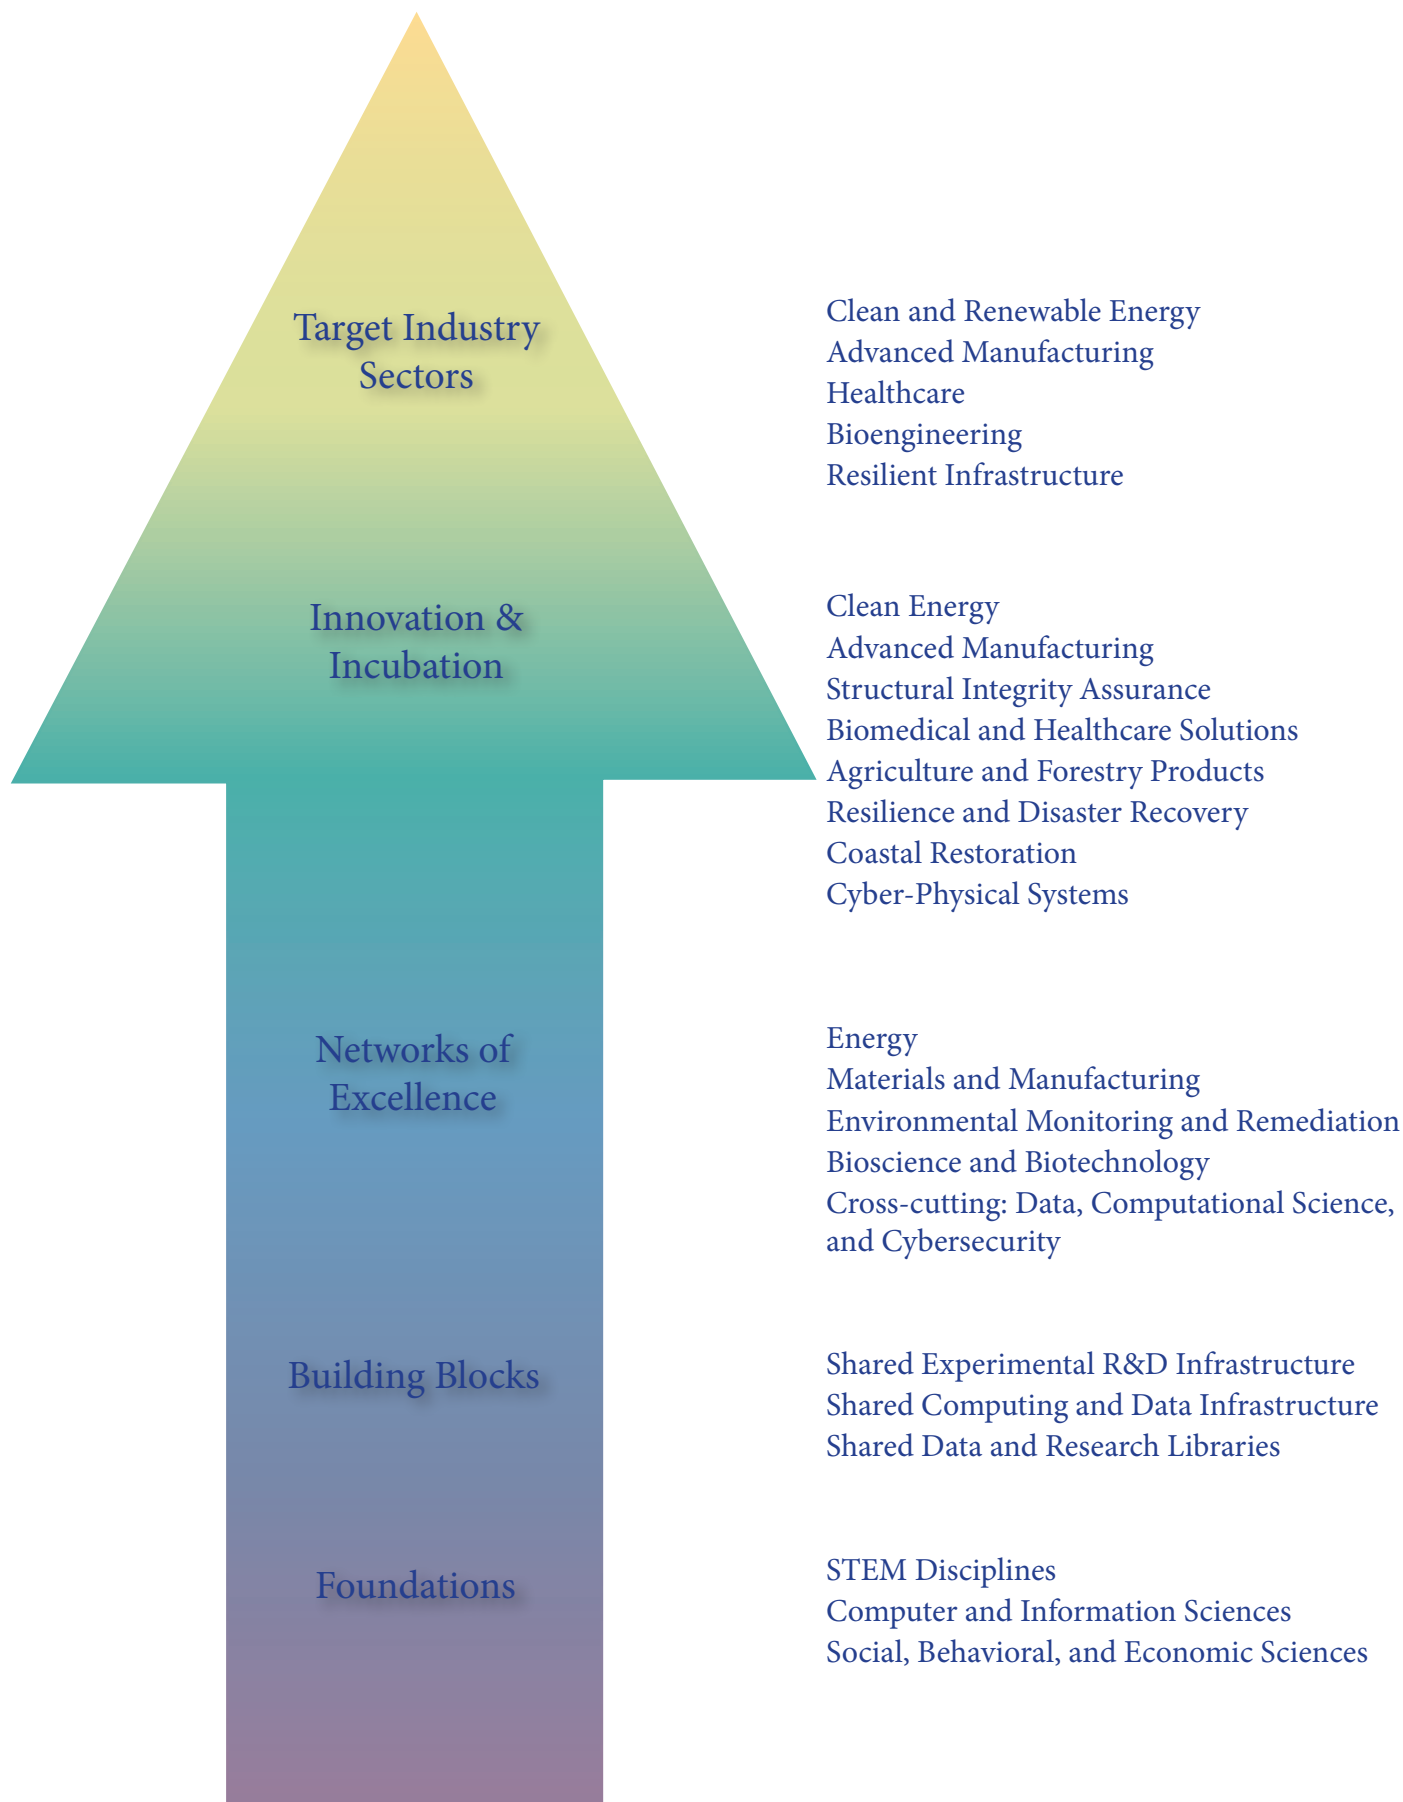 Target Industry
Sectors
Clean and Renewable Energy
Advanced Manufacturing
Healthcare
Bioengineering
Resilient Infrastructure
Innovation &
Incubation
Clean Energy
Advanced Manufacturing
Structural Integrity Assurance
Biomedical and Healthcare Solutions
Agriculture and Forestry Products
Resilience and Disaster Recovery
Coastal Restoration
Cyber-Physical Systems
Networks of
Excellence
Energy
Materials and Manufacturing
Environmental Monitoring and Remediation
Bioscience and Biotechnology
Cross-cutting: Data, Computational Science,
and Cybersecurity
Building Blocks
Shared Experimental R&D Infrastructure
Shared Computing and Data Infrastructure
Shared Data and Research Libraries
Foundations
STEM Disciplines
Computer and Information Sciences
Social, Behavioral, and Economic Sciences